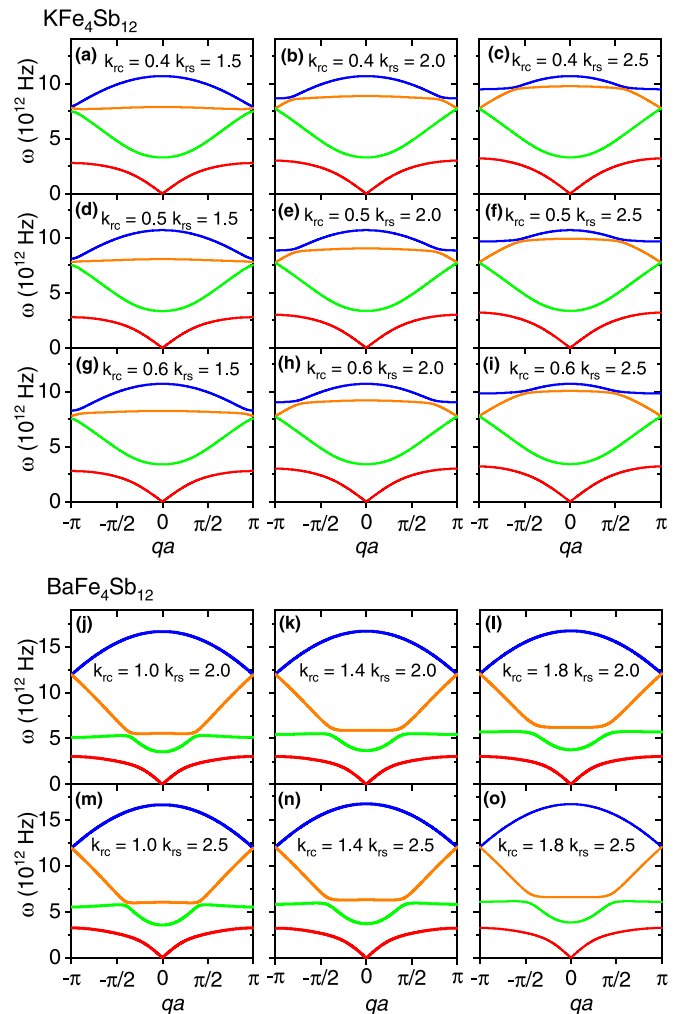 KFe4Sb12
(a) krc = 0.4 krs = 1.5
(b) krc = 0.4 krs = 2.0
(c) krc = 0.4 krs = 2.5
ω (10^12 Hz)
10
5
0
(d) krc = 0.5 krs = 1.5
(e) krc = 0.5 krs = 2.0
(f) krc = 0.5 krs = 2.5
ω (10^12 Hz)
10
5
0
(g) krc = 0.6 krs = 1.5
(h) krc = 0.6 krs = 2.0
(i) krc = 0.6 krs = 2.5
ω (10^12 Hz)
10
5
0
-π -π/2 0 π/2 π -π/2 0 π/2 π -π/2 0 π/2 π
qa qa qa
BaFe4Sb12
(j) krc = 1.0 krs = 2.0
(k) krc = 1.4 krs = 2.0
(l) krc = 1.8 krs = 2.0
ω (10^12 Hz)
15
10
5
0
(m) krc = 1.0 krs = 2.5
(n) krc = 1.4 krs = 2.5
(o) krc = 1.8 krs = 2.5
ω (10^12 Hz)
15
10
5
0
-π -π/2 0 π/2 π -π/2 0 π/2 π -π/2 0 π/2 π
qa qa qa